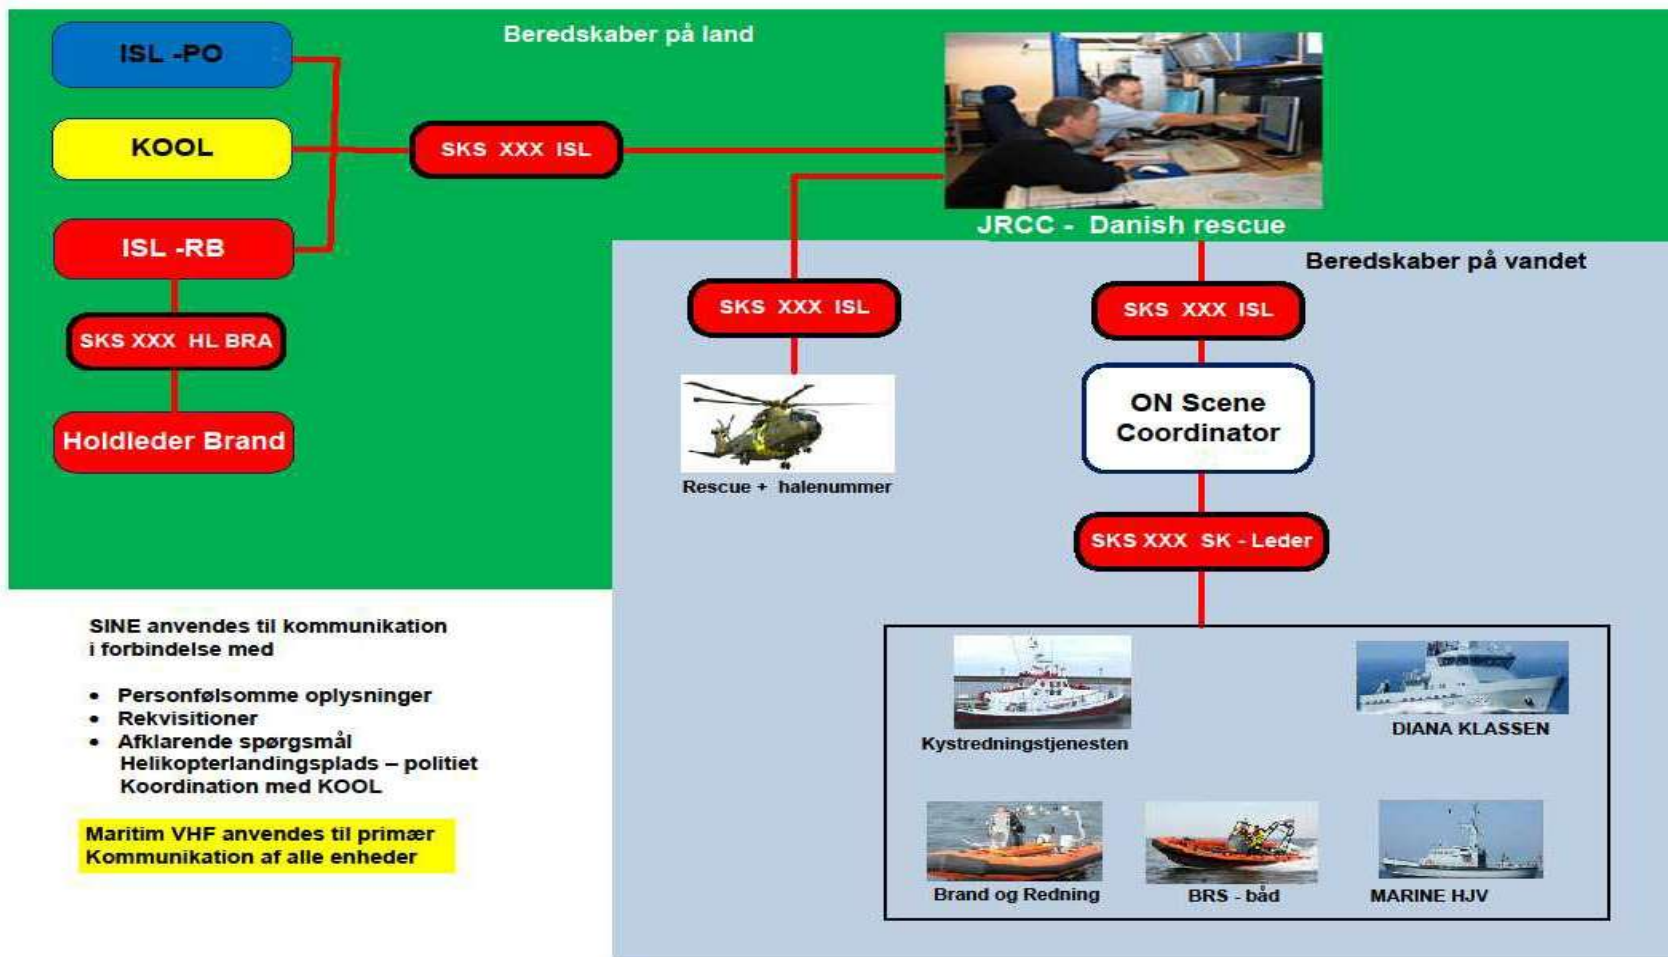 Beredskaber på land
ISL -PO
KOOL
SKS XXX ISL
ISL -RB
SKS XXX HL BRA
Holdleder Brand
JRCC - Danish rescue
Beredskaber på vandet
SKS XXX ISL
Rescue + halenummer
SKS XXX ISL
ON Scene
Coordinator
SKS XXX SK - Leder
Kystredningstjenesten
DIANA KLASSEN
Brand og Redning
BRS - båd
MARINE HJV
SINE anvendes til kommunikation
i forbindelse med
• Personfølsomme oplysninger
• Rekvisitioner
• Afklarende spørgsmål
Helikopterlandingsplads – politiet
Koordination med KOOL
Maritim VHF anvendes til primær
Kommunikation af alle enheder